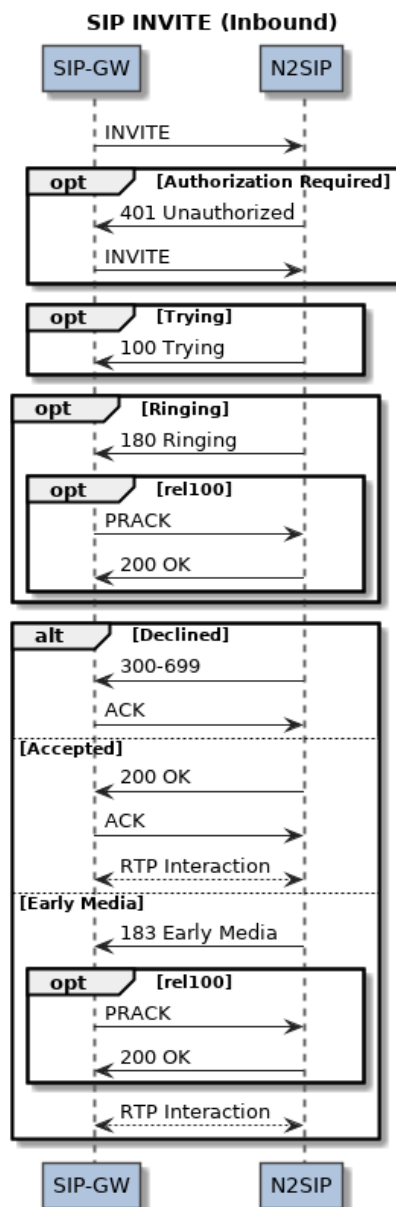 SIP INVITE (Inbound)
SIP-GW N2SIP
INVITE
opt [Authorization Required]
401 Unauthorized
INVITE
opt [Trying]
100 Trying
opt [Ringing]
180 Ringing
opt [rel100]
PRACK
200 OK
alt [Declined]
300-699
ACK
[Accepted]
200 OK
ACK
RTP Interaction
[Early Media]
183 Early Media
opt [rel100]
PRACK
200 OK
RTP Interaction
SIP-GW N2SIP